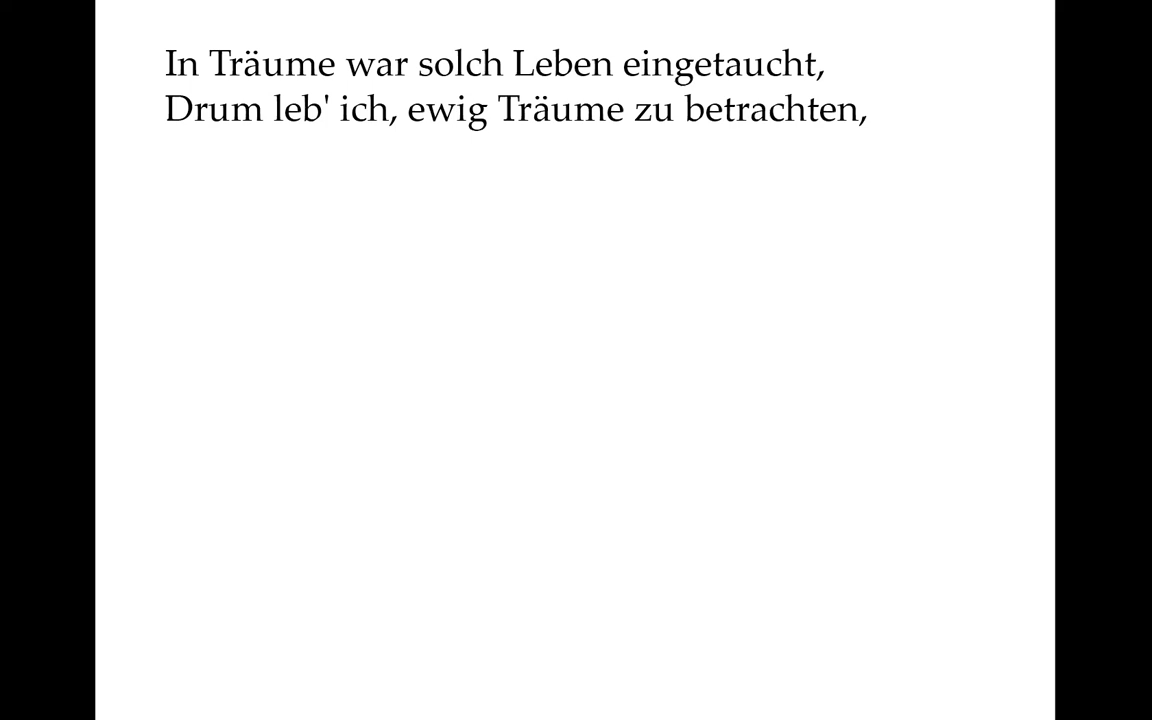 In Träume war solch Leben eingetaucht,
Drum leb' ich, ewig Träume zu betrachten,